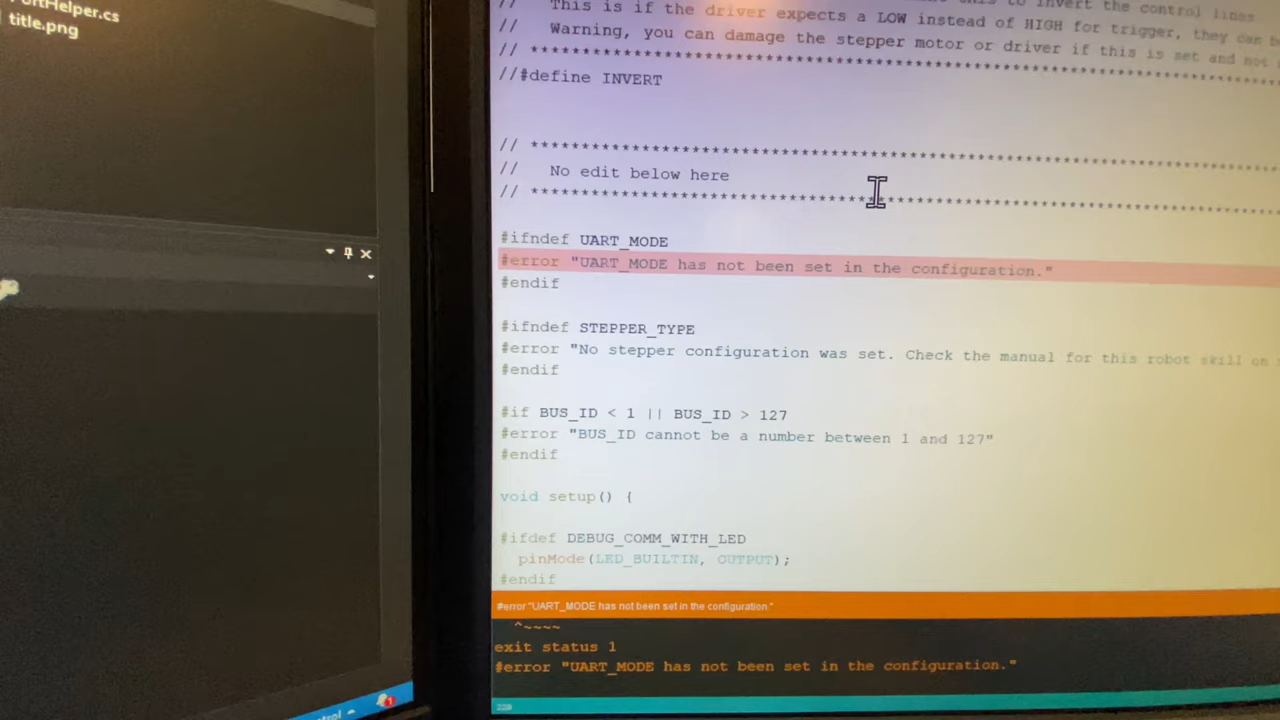 title.png
// This is if the driver expects a LOW instead of HIGH for trigger, they can
// Warning, you can damage the stepper motor or driver if this is set and not
//#define INVERT
// No edit below here
#ifndef UART_MODE
#error "UART_MODE has not been set in the configuration."
#endif
#ifndef STEPPER_TYPE
#error "No stepper configuration was set. Check the manual for this robot skill on
#endif
#if BUS_ID < 1 || BUS_ID > 127
#error "BUS_ID cannot be a number between 1 and 127"
#endif
void setup() {
#ifdef DEBUG_COMM_WITH_LED
pinMode(LED_BUILTIN, OUTPUT);
#endif
#error "UART_MODE has not been set in the configuration."
^~~~~
exit status 1
#error "UART_MODE has not been set in the configuration."